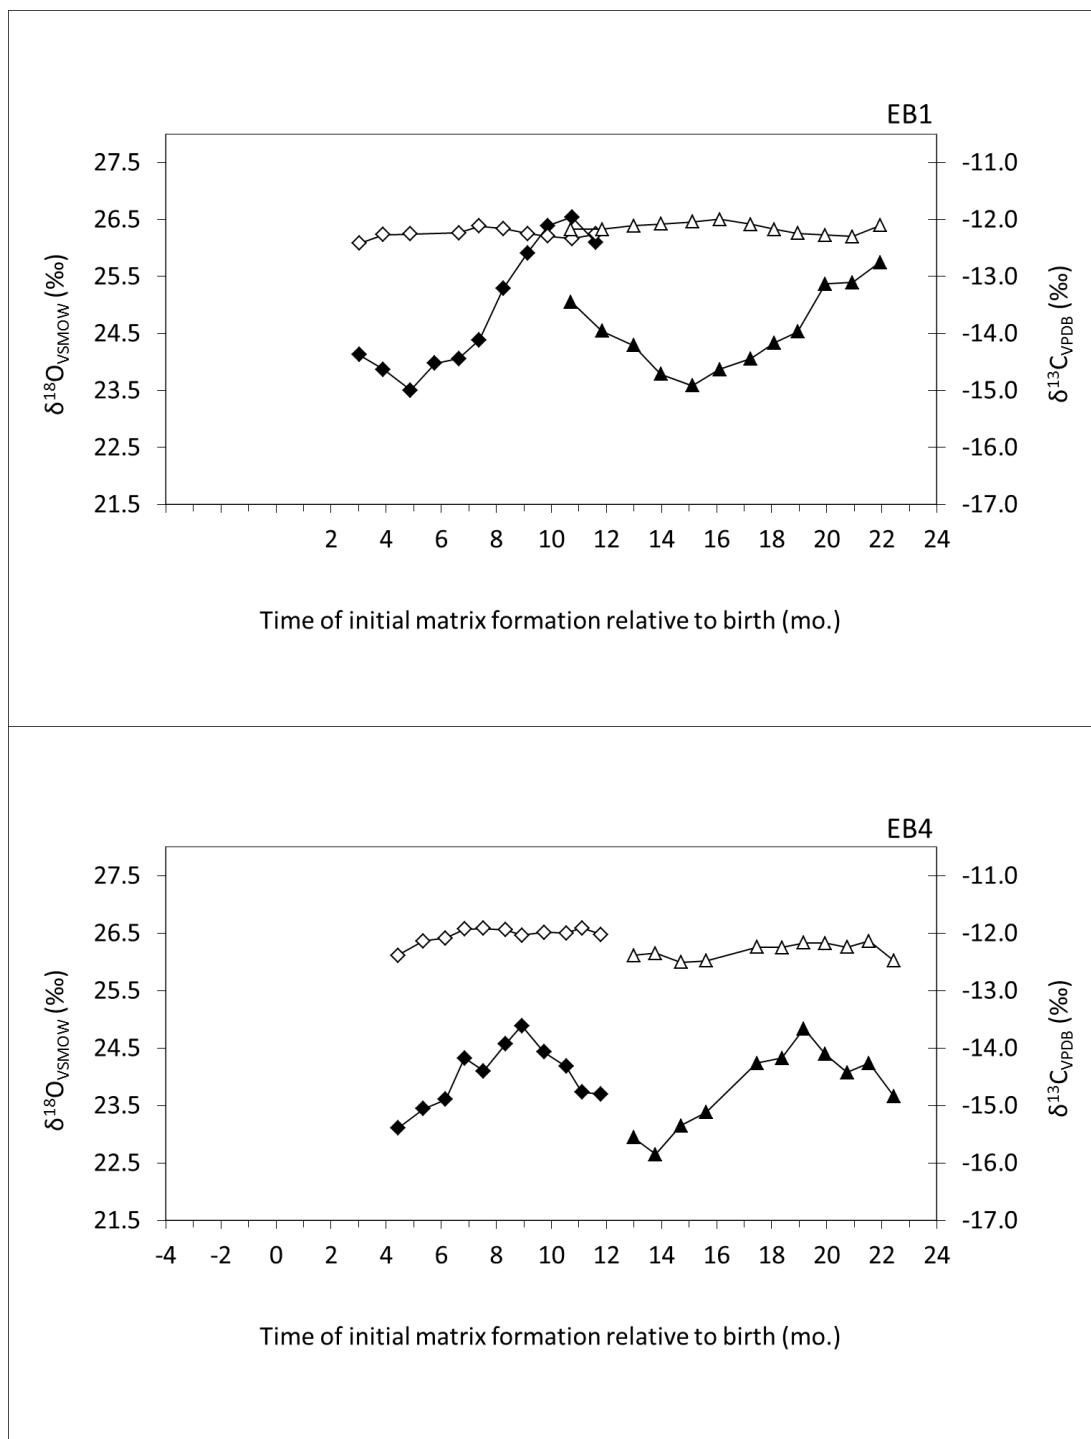 EB1
27.5 -11.0
26.5 -12.0
25.5 -13.0
24.5 -14.0
23.5 -15.0
22.5 -16.0
21.5 -17.0
δ18OVSMOW (‰)
δ13CVPDB (‰)
2 4 6 8 10 12 14 16 18 20 22 24
Time of initial matrix formation relative to birth (mo.)
EB4
27.5 -11.0
26.5 -12.0
25.5 -13.0
24.5 -14.0
23.5 -15.0
22.5 -16.0
21.5 -17.0
δ18OVSMOW (‰)
δ13CVPDB (‰)
-4 -2 0 2 4 6 8 10 12 14 16 18 20 22 24
Time of initial matrix formation relative to birth (mo.)